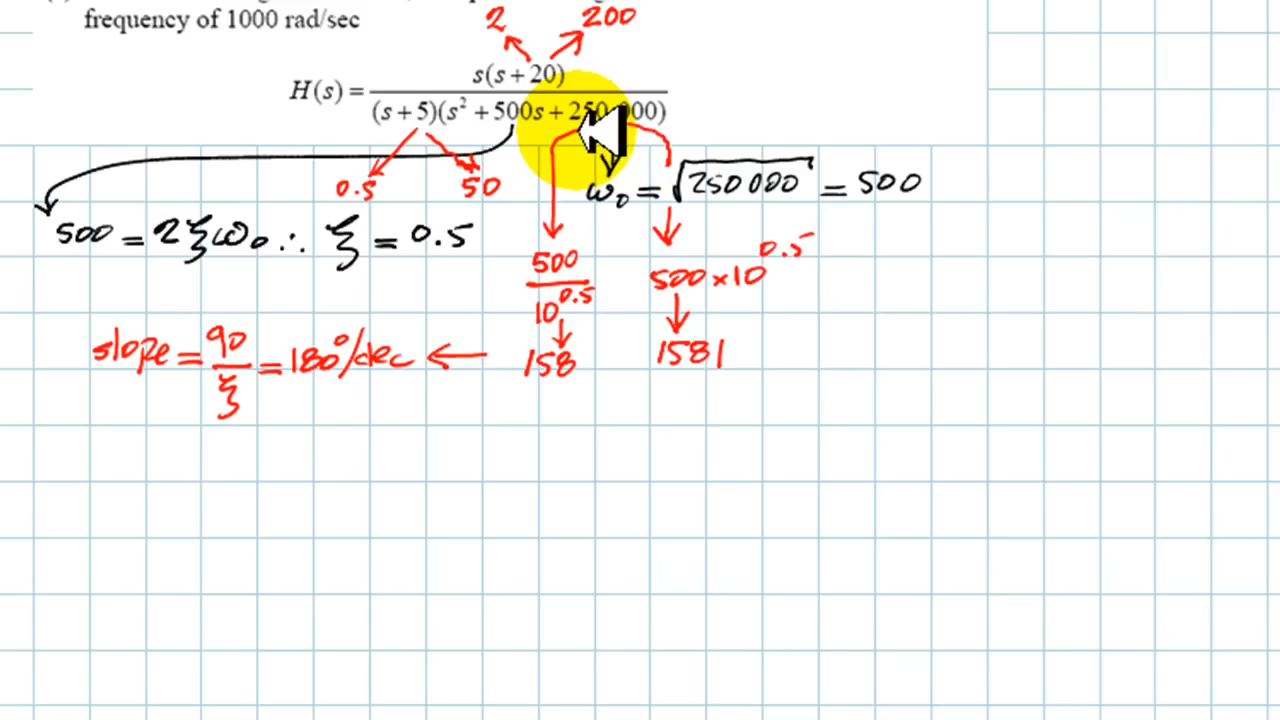 frequency of 1000 rad/sec
2 200
H(s) = s(s+20) / (s+5)(s² +500s+250,000)
0.5 50
ω₀ = √250000 = 500
500 = 2ξω₀ ∴ ξ = 0.5
500 / 10^0.5
500×10^0.5
slope = 90/ξ = 180°/dec ← 158
1581